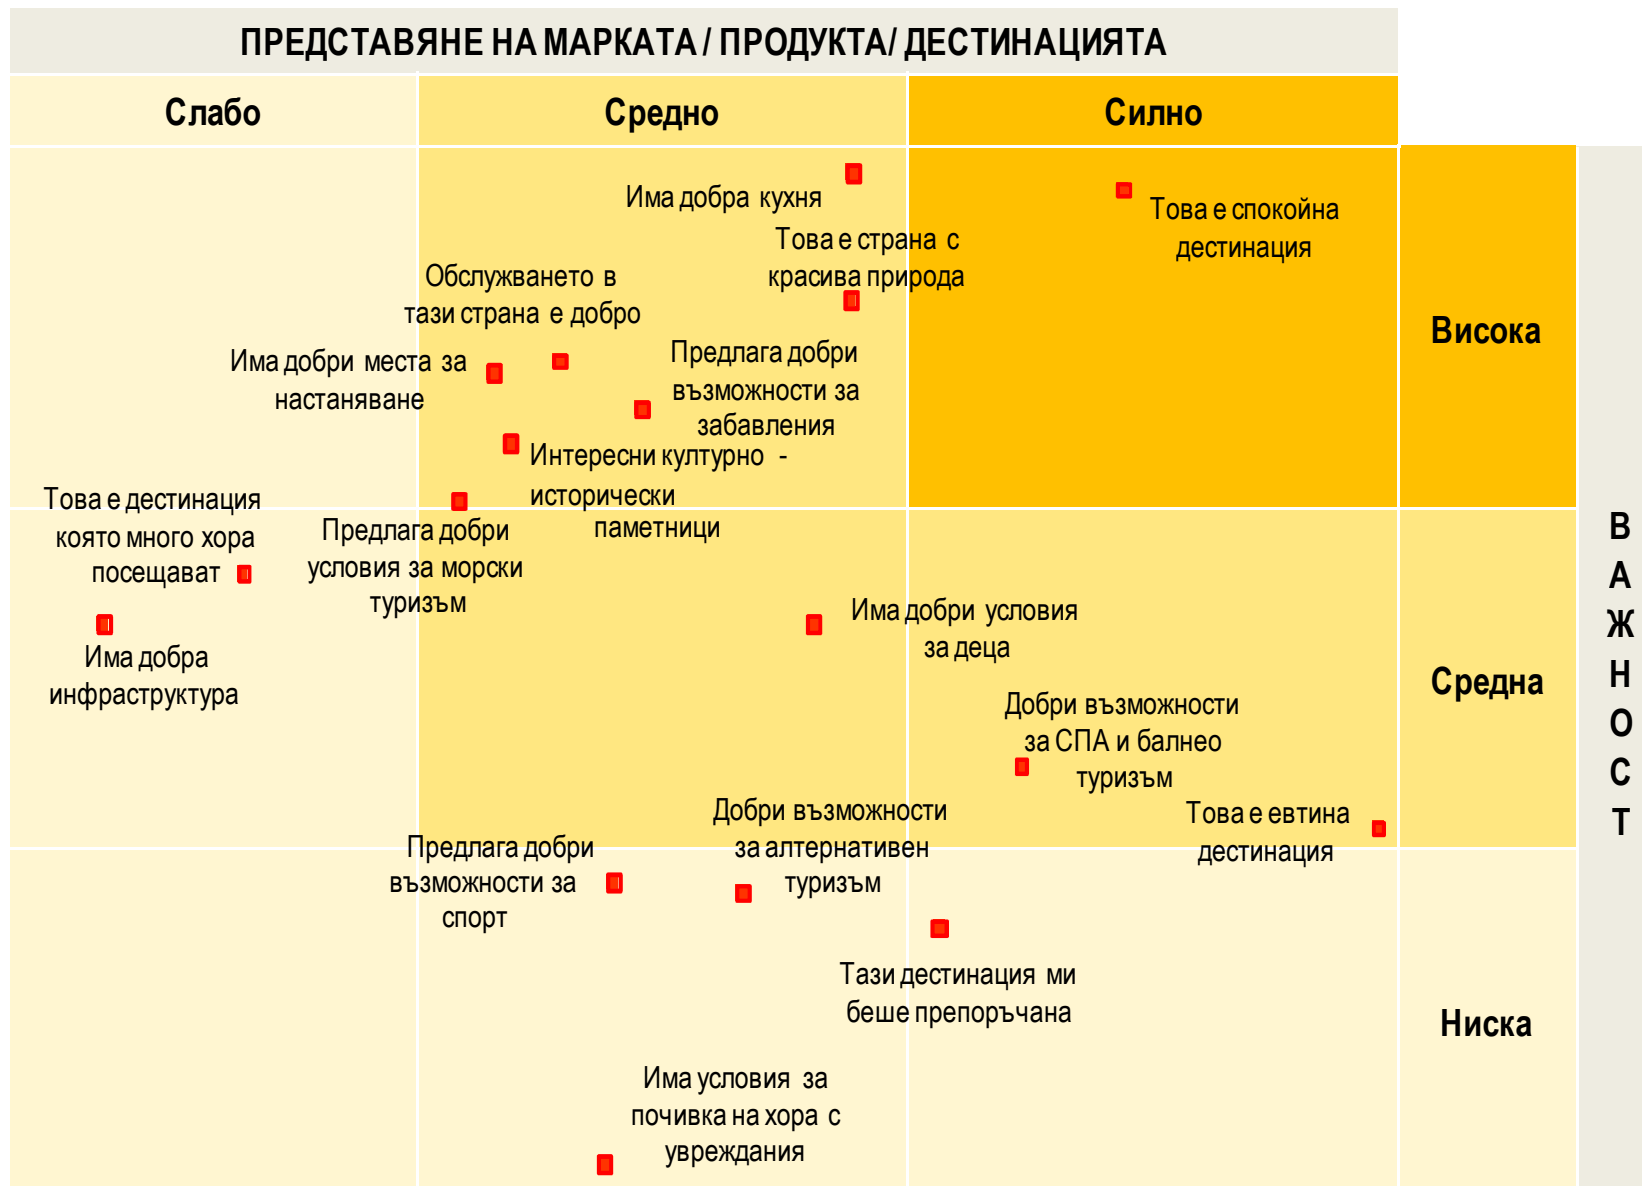 ПРЕДСТАВЯНЕ НА МАРКАТА / ПРОДУКТА/ ДЕСТИНАЦИЯТА
Слабо
Средно
Силно
Има добра кухня
Това е спокойна
дестинация
Това е страна с
красива природа
Обслужването в
тази страна е добро
Висока
Има добри места за
настаняване
Предлага добри
възможности за
забавления
Интересни културно -
исторически
паметници
Това е дестинация
която много хора
посещават
Предлага добри
условия за морски
туризъм
Има добра
инфраструктура
Има добри условия
за деца
Средна
Добри възможности
за СПА и балнео
туризъм
Това е евтина
дестинация
Добри възможности
за алтернативен
туризъм
Предлага добри
възможности за
спорт
Тази дестинация ми
беше препоръчана
Ниска
Има условия за
почивка на хора с
увреждания
В
А
Ж
Н
О
С
Т